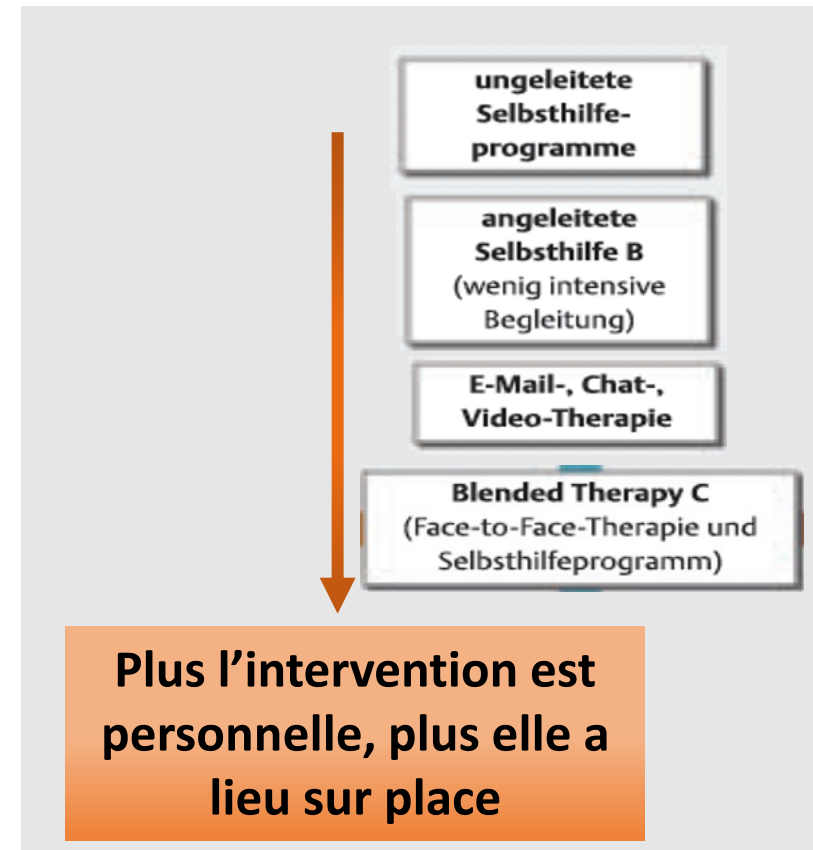 ungeleitete
Selbsthilfe-
programme
angeleitete
Selbsthilfe B
(wenig intensive
Begleitung)
E-Mail-, Chat-,
Video-Therapie
Blended Therapy C
(Face-to-Face-Therapie und
Selbsthilfeprogramm)
Plus l’intervention est
personnelle, plus elle a
lieu sur place